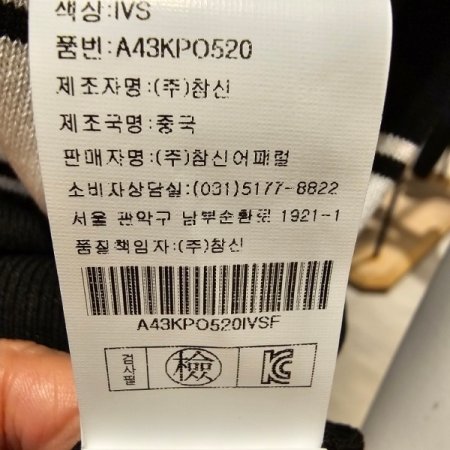 색상:IVS
품번:A43KPO520
제조자명:(주)참신
제조국명:중국
판매자명:(주)참신어패럴
소비자상담실:(031)5177-8822
서울 관악구 남부순환로 1921-1
품질책임자:(주)참신
A43KPO520IVSF
검사필 檢 KC